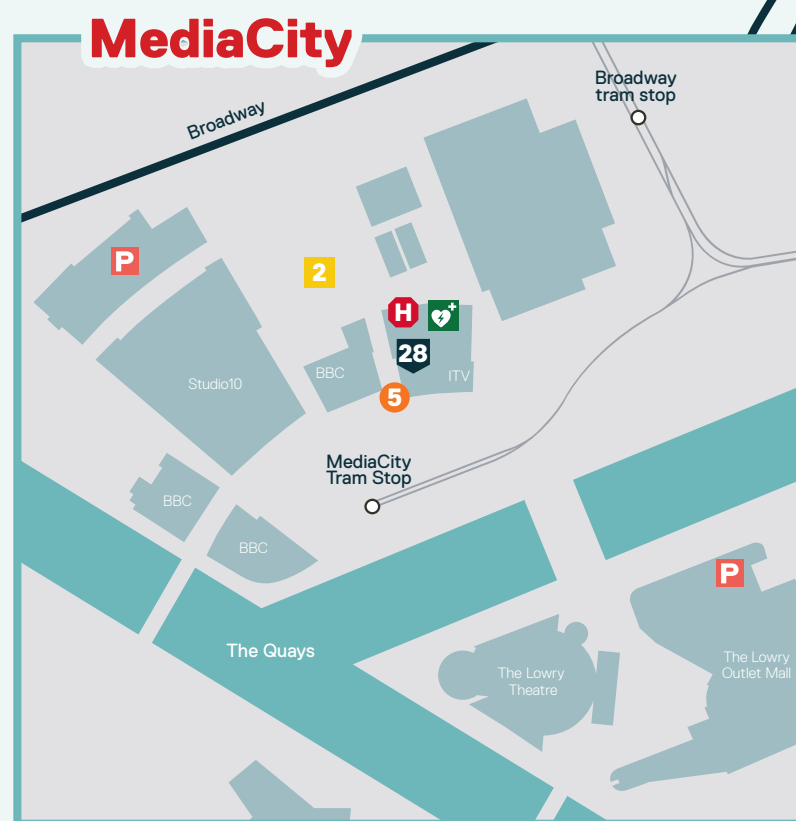 MediaCity
Broadway
tram stop
Broadway
P
2
H
28
BBC
ITV
Studio10
5
MediaCity
Tram Stop
BBC
BBC
P
The Quays
The Lowry
Theatre
The Lowry
Outlet Mall